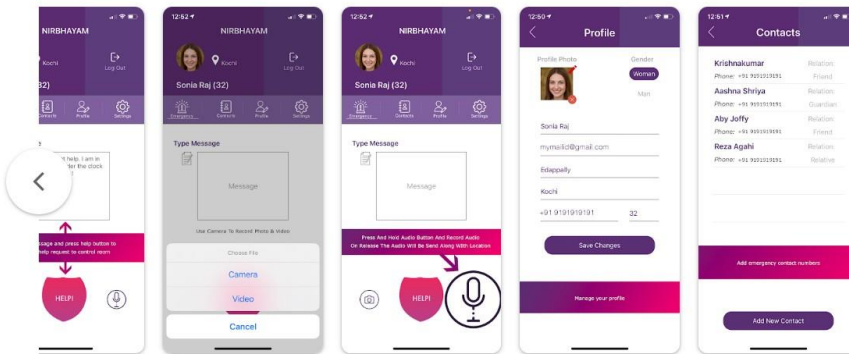 NIRBHAYAM
Kochi
Log Out
32)
Contacts
Profile
Settings
help. I am in
der the clock
ssage and press help button to
help request to control room
HELP!
12:52
NIRBHAYAM
Kochi
Log Out
Sonia Raj (32)
Emergency
Contacts
Profile
Settings
Type Message
Message
Use Camera To Record Photo & Video
Choose File
Camera
Video
Cancel
12:52
NIRBHAYAM
Kochi
Log Out
Sonia Raj (32)
Emergency
Contacts
Profile
Settings
Type Message
Message
Press And Hold Audio Button And Record Audio
On Release The Audio Will Be Send Along With Location
HELP!
12:50
Profile
Profile Photo
Gender
Woman
Man
Sonia Raj
mymailid@gmail.com
Edappally
Kochi
+91 9191919191
32
Save Changes
Manage your profile
12:51
Contacts
Krishnakumar Relation:
Phone: +91 9191919191 Friend
Aashna Shriya Relation:
Phone: +91 9191919191 Guardian
Aby Joffy Relation:
Phone: +91 9191919191 Friend
Reza Agahi Relation:
Phone: +91 9191919191 Relative
Add emergency contact numbers
Add New Contact